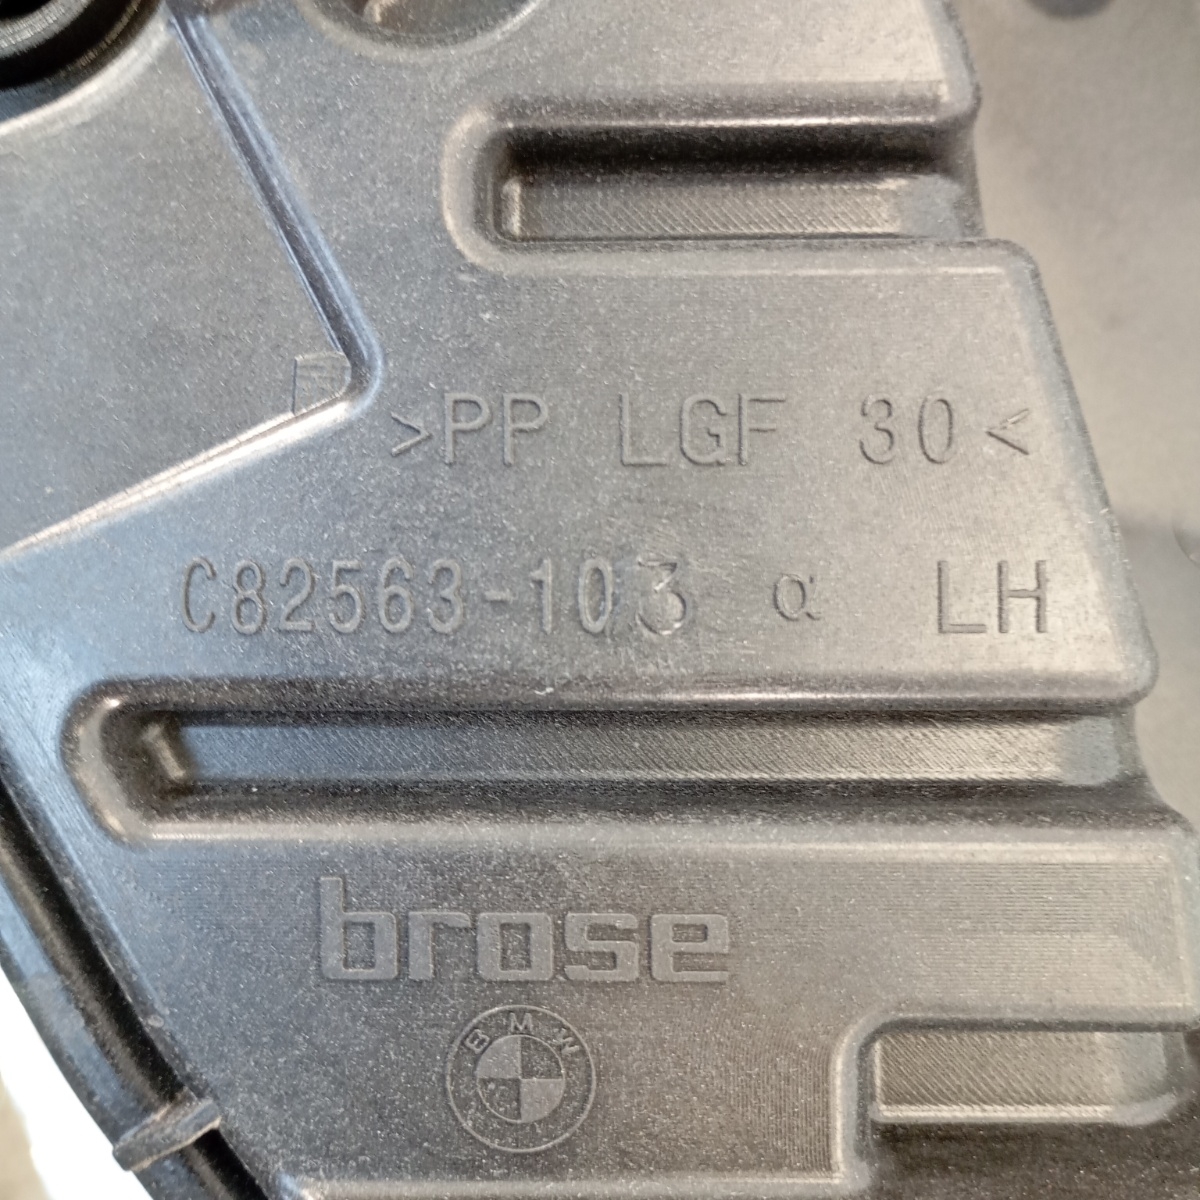 >PP LGF 30<
C82563-103 α LH
brose
BMW